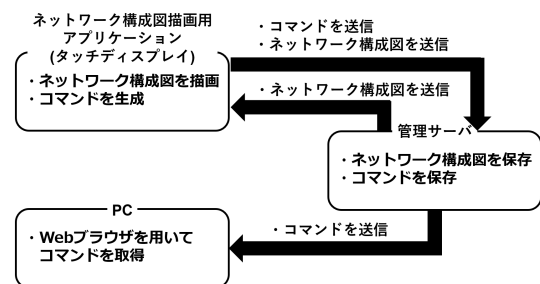 ネットワーク構成図描画用
アプリケーション
(タッチディスプレイ)
・ネットワーク構成図を描画
・コマンドを生成
・コマンドを送信
・ネットワーク構成図を送信
・ネットワーク構成図を送信
管理サーバ
・ネットワーク構成図を保存
・コマンドを保存
PC
・Webブラウザを用いて
コマンドを取得
・コマンドを送信